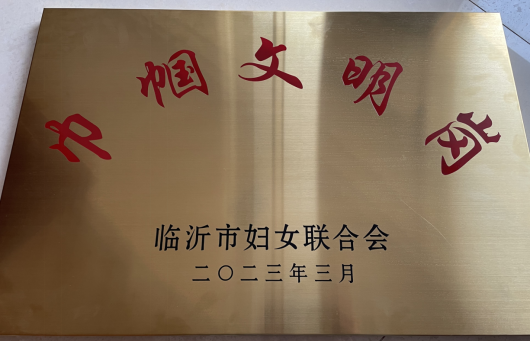 巾帼文明岗
临沂市妇女联合会
二〇二三年三月